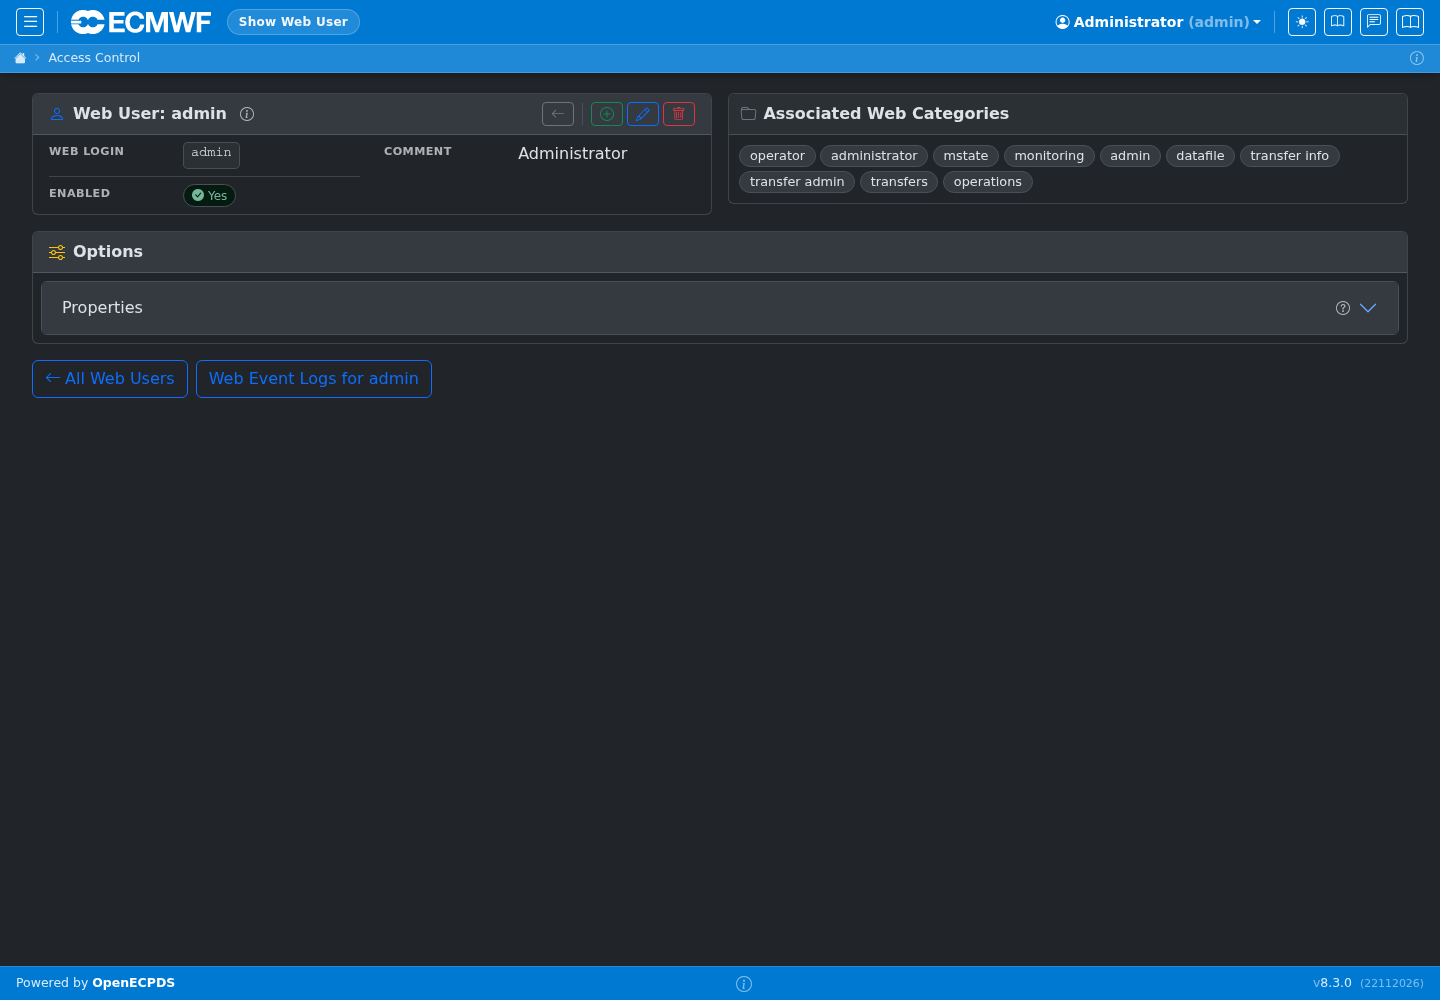 ECMWF Show Web User Administrator (admin)
Access Control
Web User: admin
WEB LOGIN admin COMMENT Administrator
ENABLED Yes
Associated Web Categories
operator administrator mstate monitoring admin datafile transfer info
transfer admin transfers operations
Options
Properties
All Web Users Web Event Logs for admin
Powered by OpenECPDS v8.3.0 (22112026)